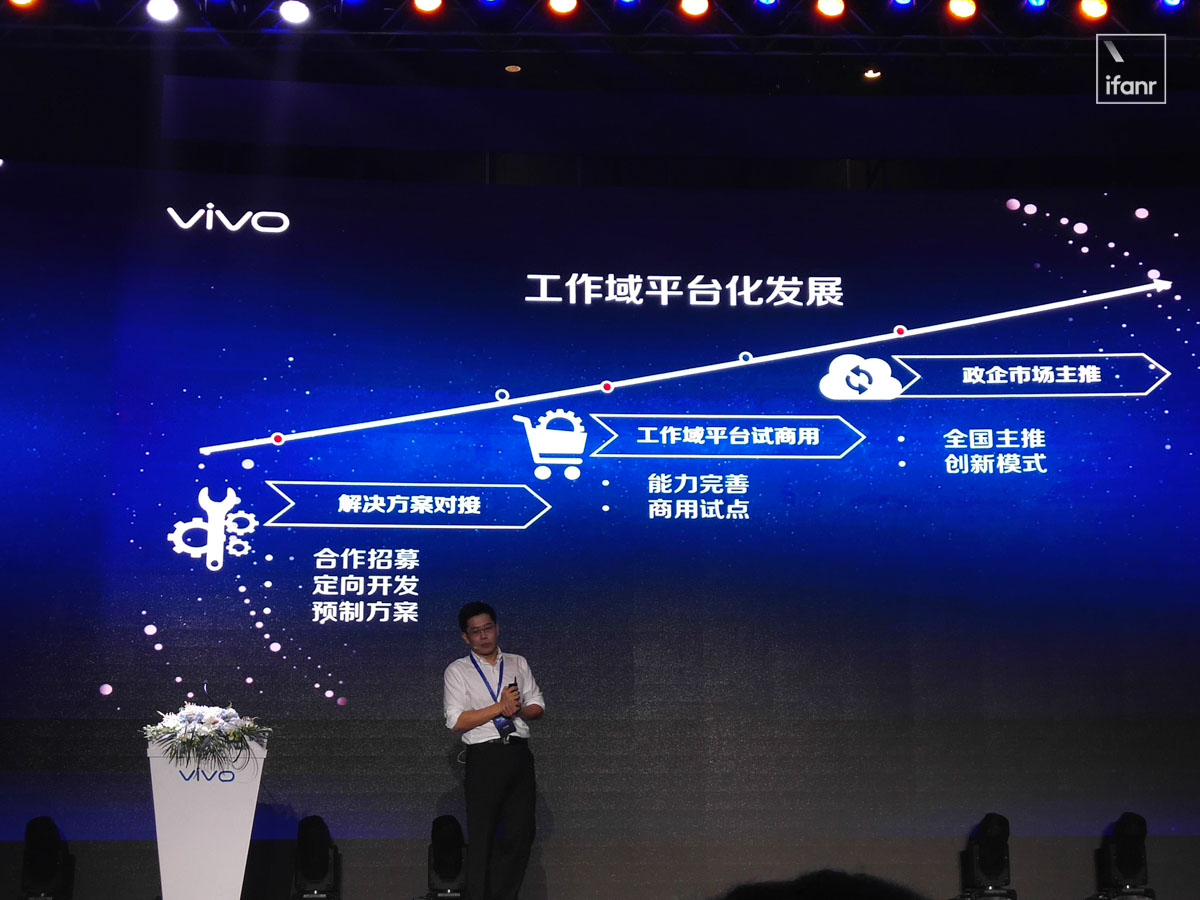 ifanr
vivo
工作域平台化发展
政企市场主推
全国主推
创新模式
工作域平台试商用
能力完善
商用试点
解决方案对接
合作招募
定向开发
预制方案
vivo